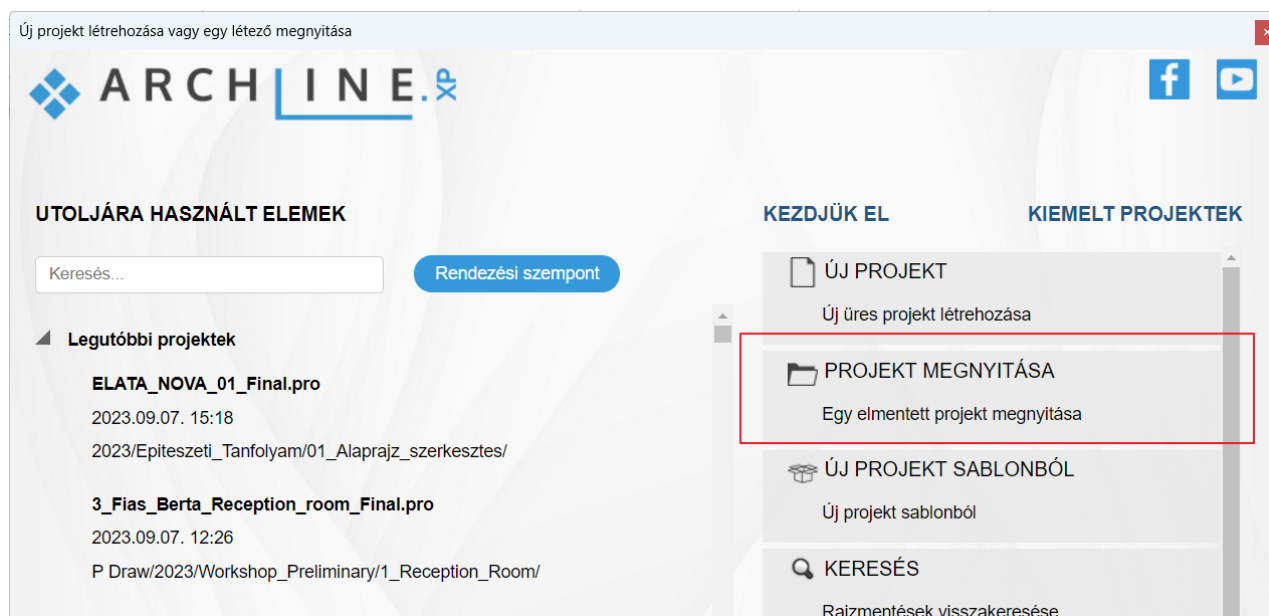 Új projekt létrehozása vagy egy létező megnyitása
ARCHLINE.XP
UTOLJÁRA HASZNÁLT ELEMEK
Keresés...
Rendezési szempont
Legutóbbi projektek
ELATA_NOVA_01_Final.pro
2023.09.07. 15:18
2023/Epiteszeti_Tanfolyam/01_Alaprajz_szerkesztes/
3_Fias_Berta_Reception_room_Final.pro
2023.09.07. 12:26
P Draw/2023/Workshop_Preliminary/1_Reception_Room/
KEZDJÜK EL
KIEMELT PROJEKTEK
ÚJ PROJEKT
Új üres projekt létrehozása
PROJEKT MEGNYITÁSA
Egy elmentett projekt megnyitása
ÚJ PROJEKT SABLONBÓL
Új projekt sablonból
KERESÉS
Rajzmentések visszakeresése